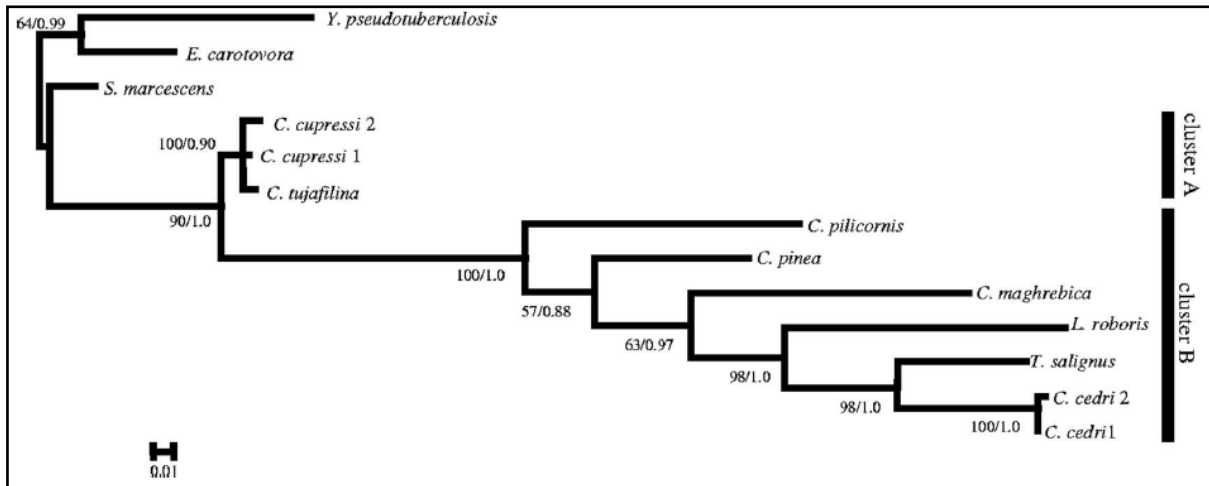 64/0.99
Y. pseudotuberculosis
E. carotovora
S. marcescens
C. cupressi 2
100/0.90
C. cupressi 1
C. tujafilina
cluster A
90/1.0
C. pilicornis
100/1.0
C. pinea
57/0.88
C. maghrebica
63/0.97
L. roboris
cluster B
98/1.0
T. salignus
98/1.0
C. cedri 2
100/1.0
C. cedri1
0.01